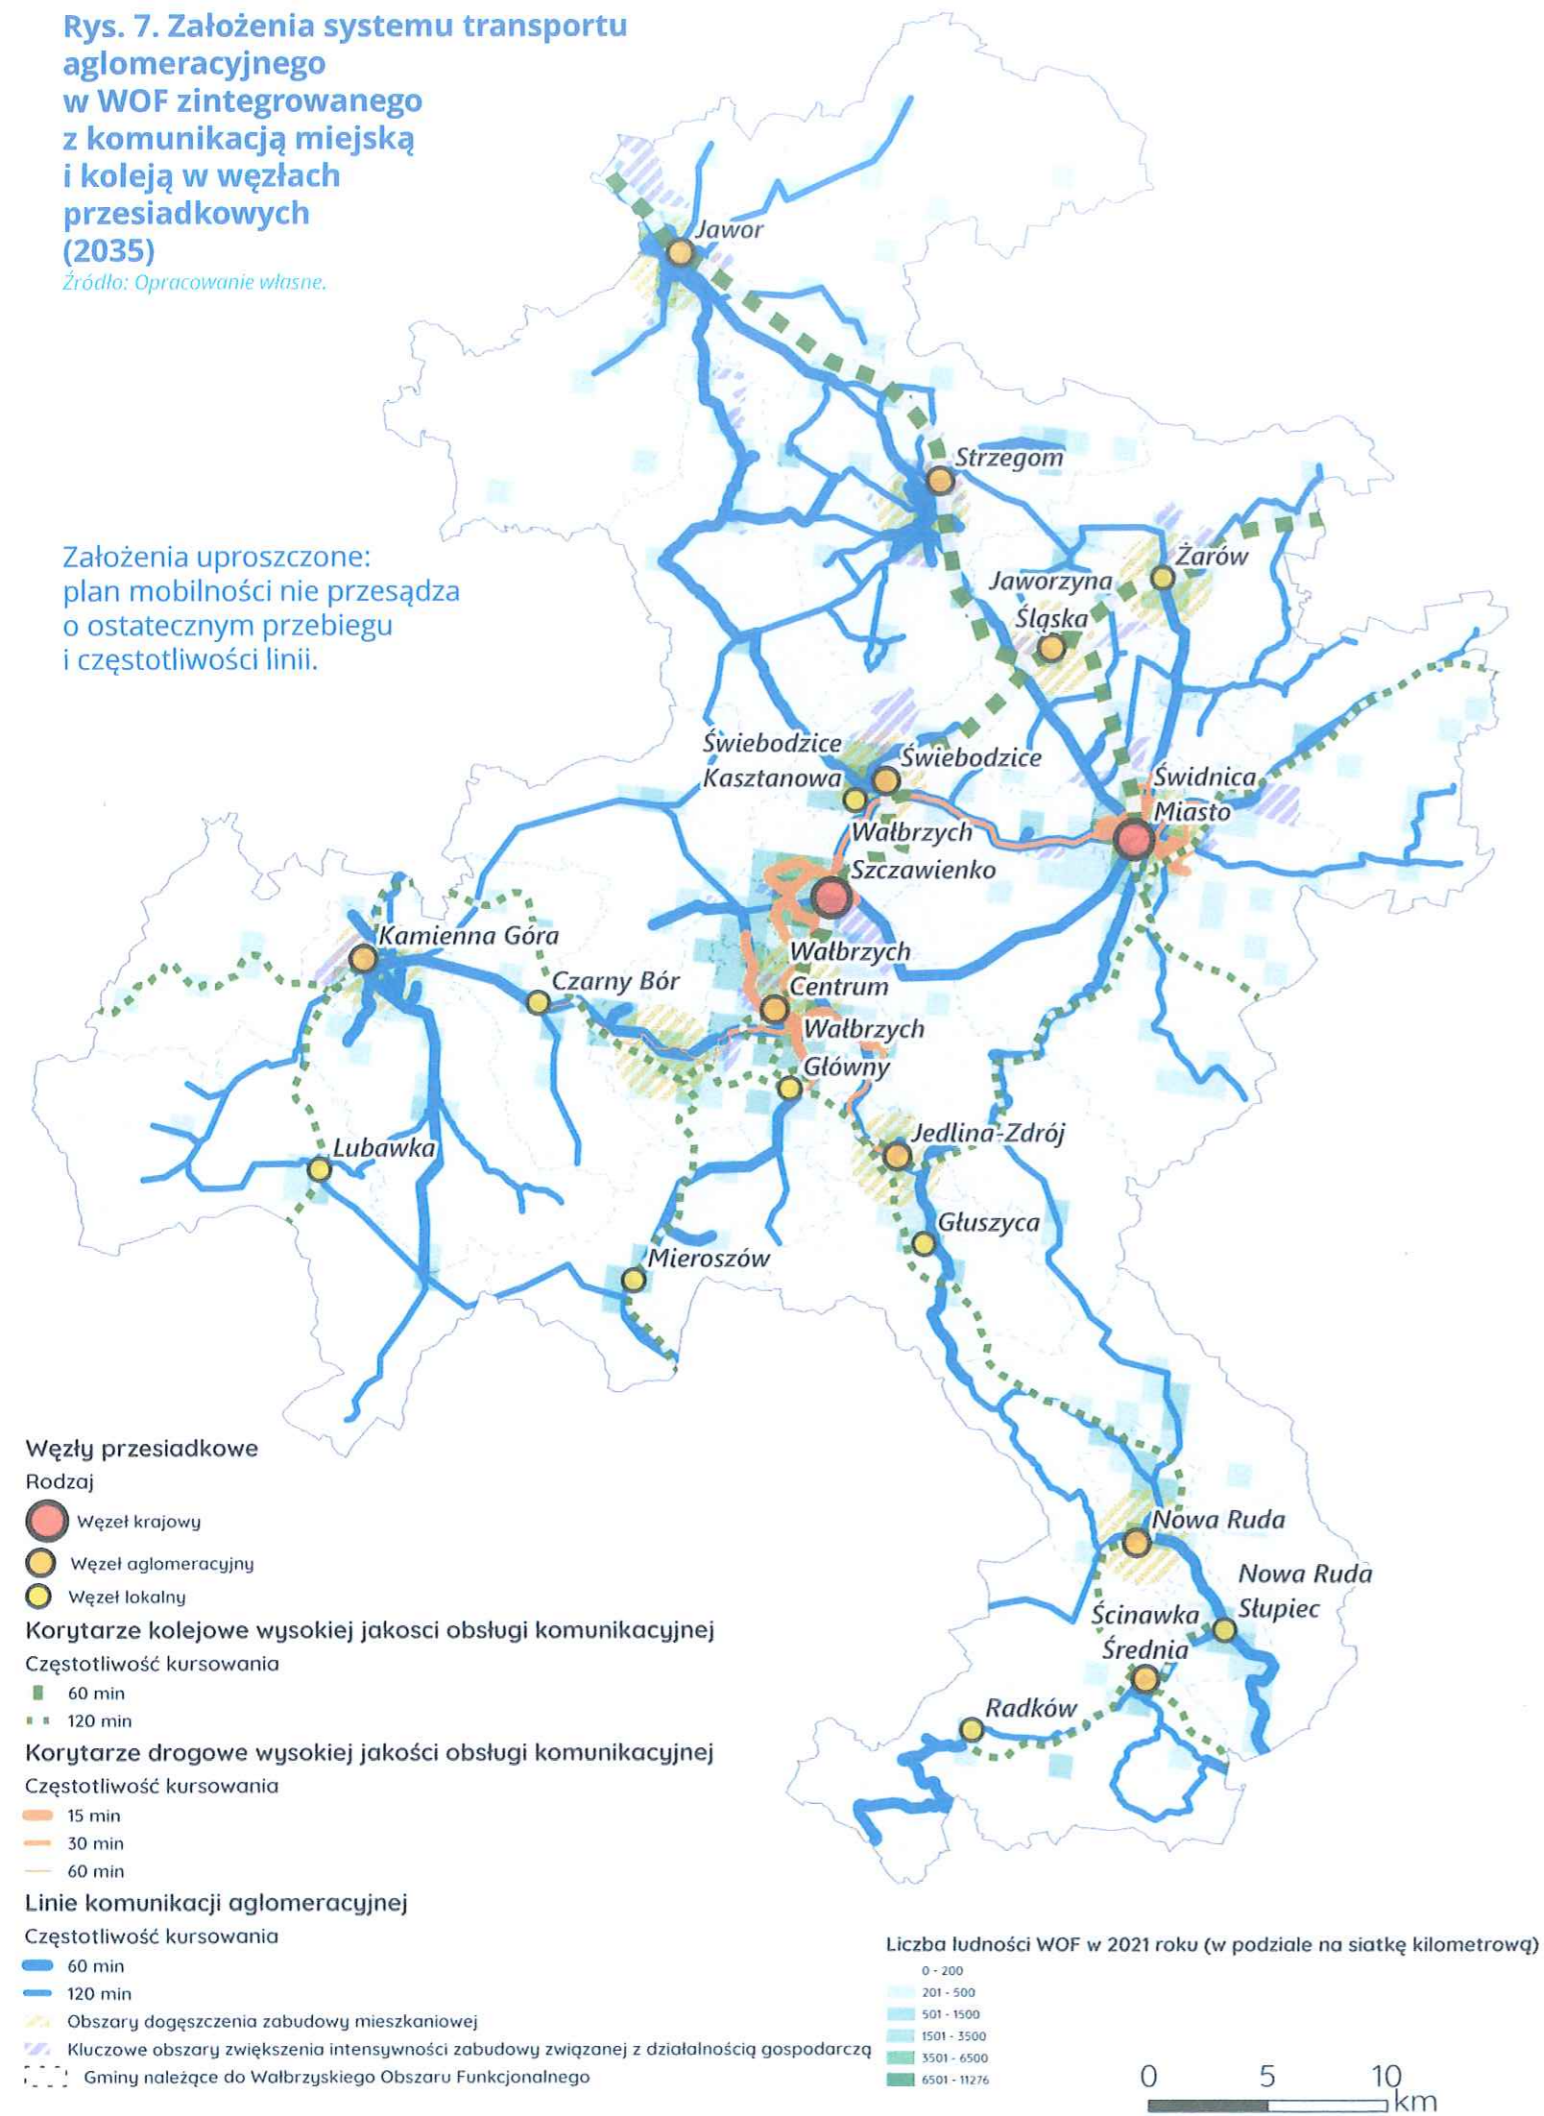 Rys. 7. Założenia systemu transportu
aglomeracyjnego
w WOF zintegrowanego
z komunikacją miejską
i koleją w węzłach
przesiadkowych
(2035)
Źródło: Opracowanie własne.
Założenia uproszczone:
plan mobilności nie przesądza
o ostatecznym przebiegu
i częstotliwości linii.
Jawor
Strzegom
Żarów
Jaworzyna
Śląska
Świebodzice
Kasztanowa
Świebodzice
Świdnica
Miasto
Wałbrzych
Szczawienko
Kamienna Góra
Czarny Bór
Wałbrzych
Centrum
Wałbrzych
Główny
Jedlina-Zdrój
Lubawka
Głuszyca
Mieroszów
Nowa Ruda
Nowa Ruda
Słupiec
Ścinawka
Średnia
Radków
Węzły przesiadkowe
Rodzaj
Węzeł krajowy
Węzeł aglomeracyjny
Węzeł lokalny
Korytarze kolejowe wysokiej jakosci obsługi komunikacyjnej
Częstotliwość kursowania
60 min
120 min
Korytarze drogowe wysokiej jakości obsługi komunikacyjnej
Częstotliwość kursowania
15 min
30 min
60 min
Linie komunikacji aglomeracyjnej
Częstotliwość kursowania
60 min
120 min
Obszary dogęszczenia zabudowy mieszkaniowej
Kluczowe obszary zwiększenia intensywności zabudowy związanej z działalnością gospodarczą
Gminy należące do Wałbrzyskiego Obszaru Funkcjonalnego
Liczba ludności WOF w 2021 roku (w podziale na siatkę kilometrową)
0 - 200
201 - 500
501 - 1500
1501 - 3500
3501 - 6500
6501 - 11276
0 5 10
km